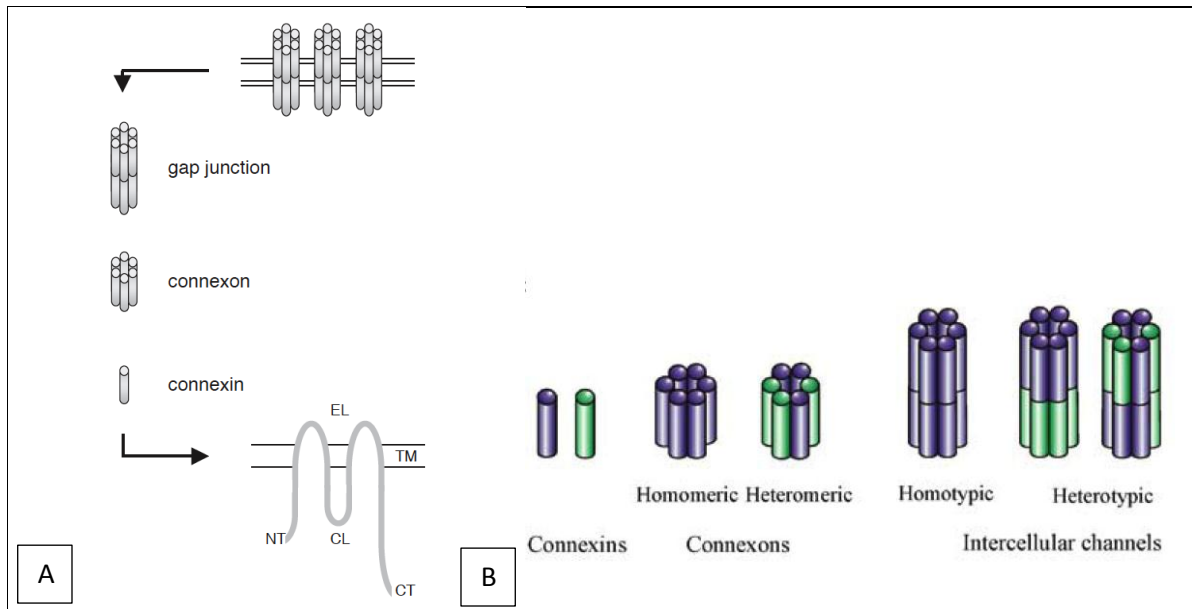 gap junction
connexon
connexin
EL
TM
NT
CL
CT
A
Homomeric Heteromeric
Connexins
Connexons
Homotypic
Heterotypic
Intercellular channels
B